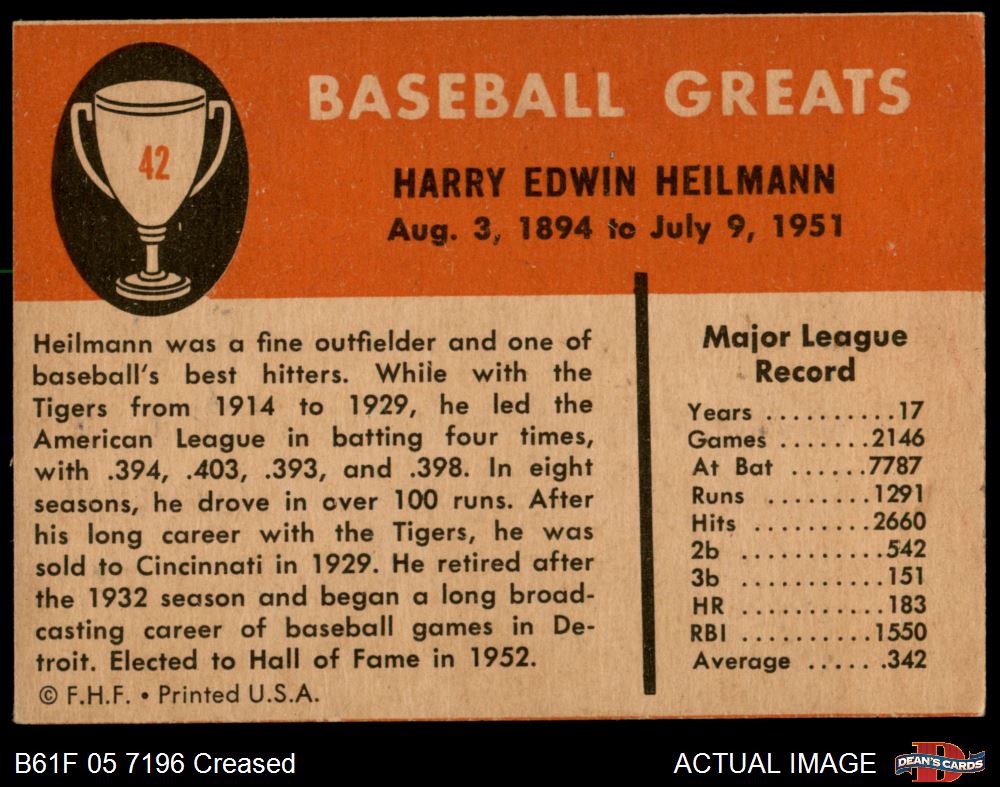 BASEBALL GREATS
42
HARRY EDWIN HEILMANN
Aug. 3, 1894 to July 9, 1951
Heilmann was a fine outfielder and one of
baseball's best hitters. While with the
Tigers from 1914 to 1929, he led the
American League in batting four times,
with .394, .403, .393, and .398. In eight
seasons, he drove in over 100 runs. After
his long career with the Tigers, he was
sold to Cincinnati in 1929. He retired after
the 1932 season and began a long broad-
casting career of baseball games in De-
troit. Elected to Hall of Fame in 1952.
© F.H.F. • Printed U.S.A.
Major League
Record
Years ..........17
Games .......2146
At Bat ......7787
Runs ........1291
Hits .........2660
2b ..........542
3b ..........151
HR ..........183
RBI ..........1550
Average ...... .342
B61F 05 7196 Creased
ACTUAL IMAGE
D
DEAN'S CARDS